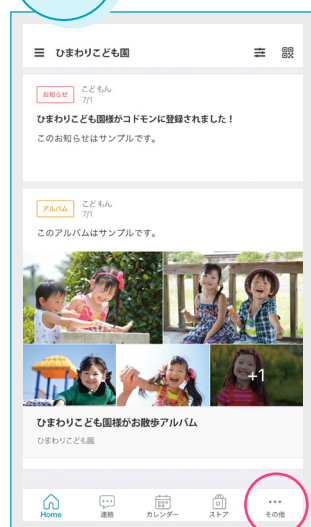 ひまわりこども園
お知らせ
こどもん
7/1
ひまわりこども園様がコドモンに登録されました！
このお知らせはサンプルです。
アルバム
こどもん
7/1
このアルバムはサンプルです。
+1
ひまわりこども園様がお散歩アルバム
ひまわりこども園
Home
連絡
カレンダー
ストア
その他